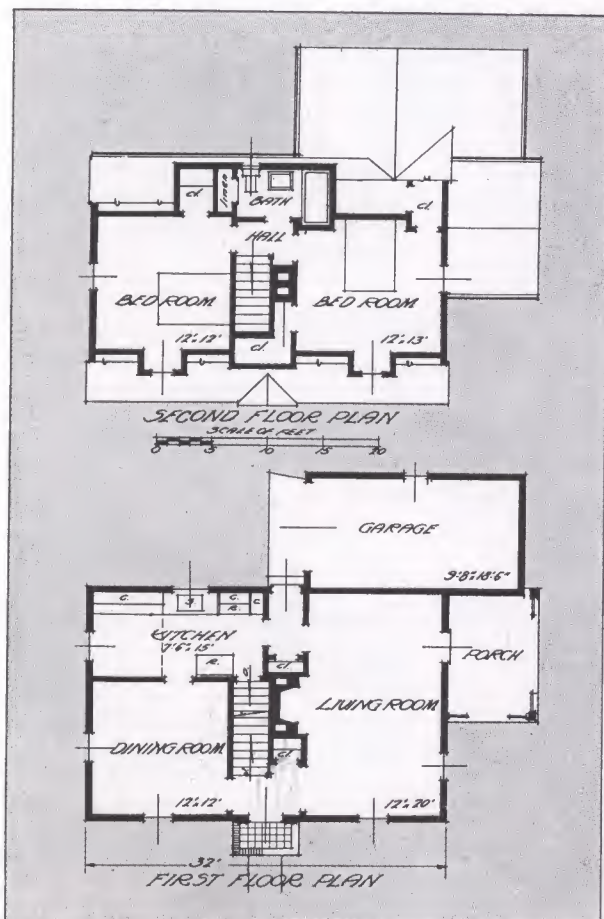 cl.
LINEN
BATH
cl.
HALL
BED ROOM
BED ROOM
12'x12'
cl.
12'x13'
SECOND FLOOR PLAN
SCALE OF FEET
0 5 10 15 20
GARAGE
9'-8"x18'-6"
C.
S
C.
R.
C.
KITCHEN
7'-6"x15'
R.
cl.
PORCH
LIVING ROOM
DINING ROOM
cl.
12'x12'
12'x20'
32'
FIRST FLOOR PLAN